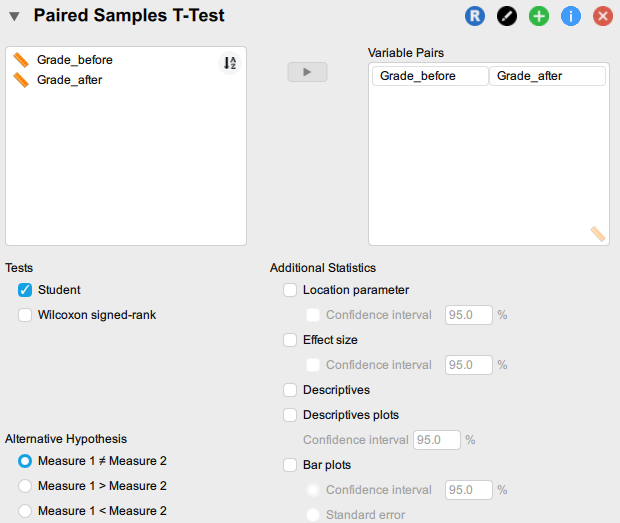 Paired Samples T-Test
R
i
Grade_before
Grade_after
A
Z
Variable Pairs
Grade_before Grade_after
Tests
Student
Wilcoxon signed-rank
Alternative Hypothesis
Measure 1 ≠ Measure 2
Measure 1 > Measure 2
Measure 1 < Measure 2
Additional Statistics
Location parameter
Confidence interval 95.0 %
Effect size
Confidence interval 95.0 %
Descriptives
Descriptives plots
Confidence interval 95.0 %
Bar plots
Confidence interval 95.0 %
Standard error